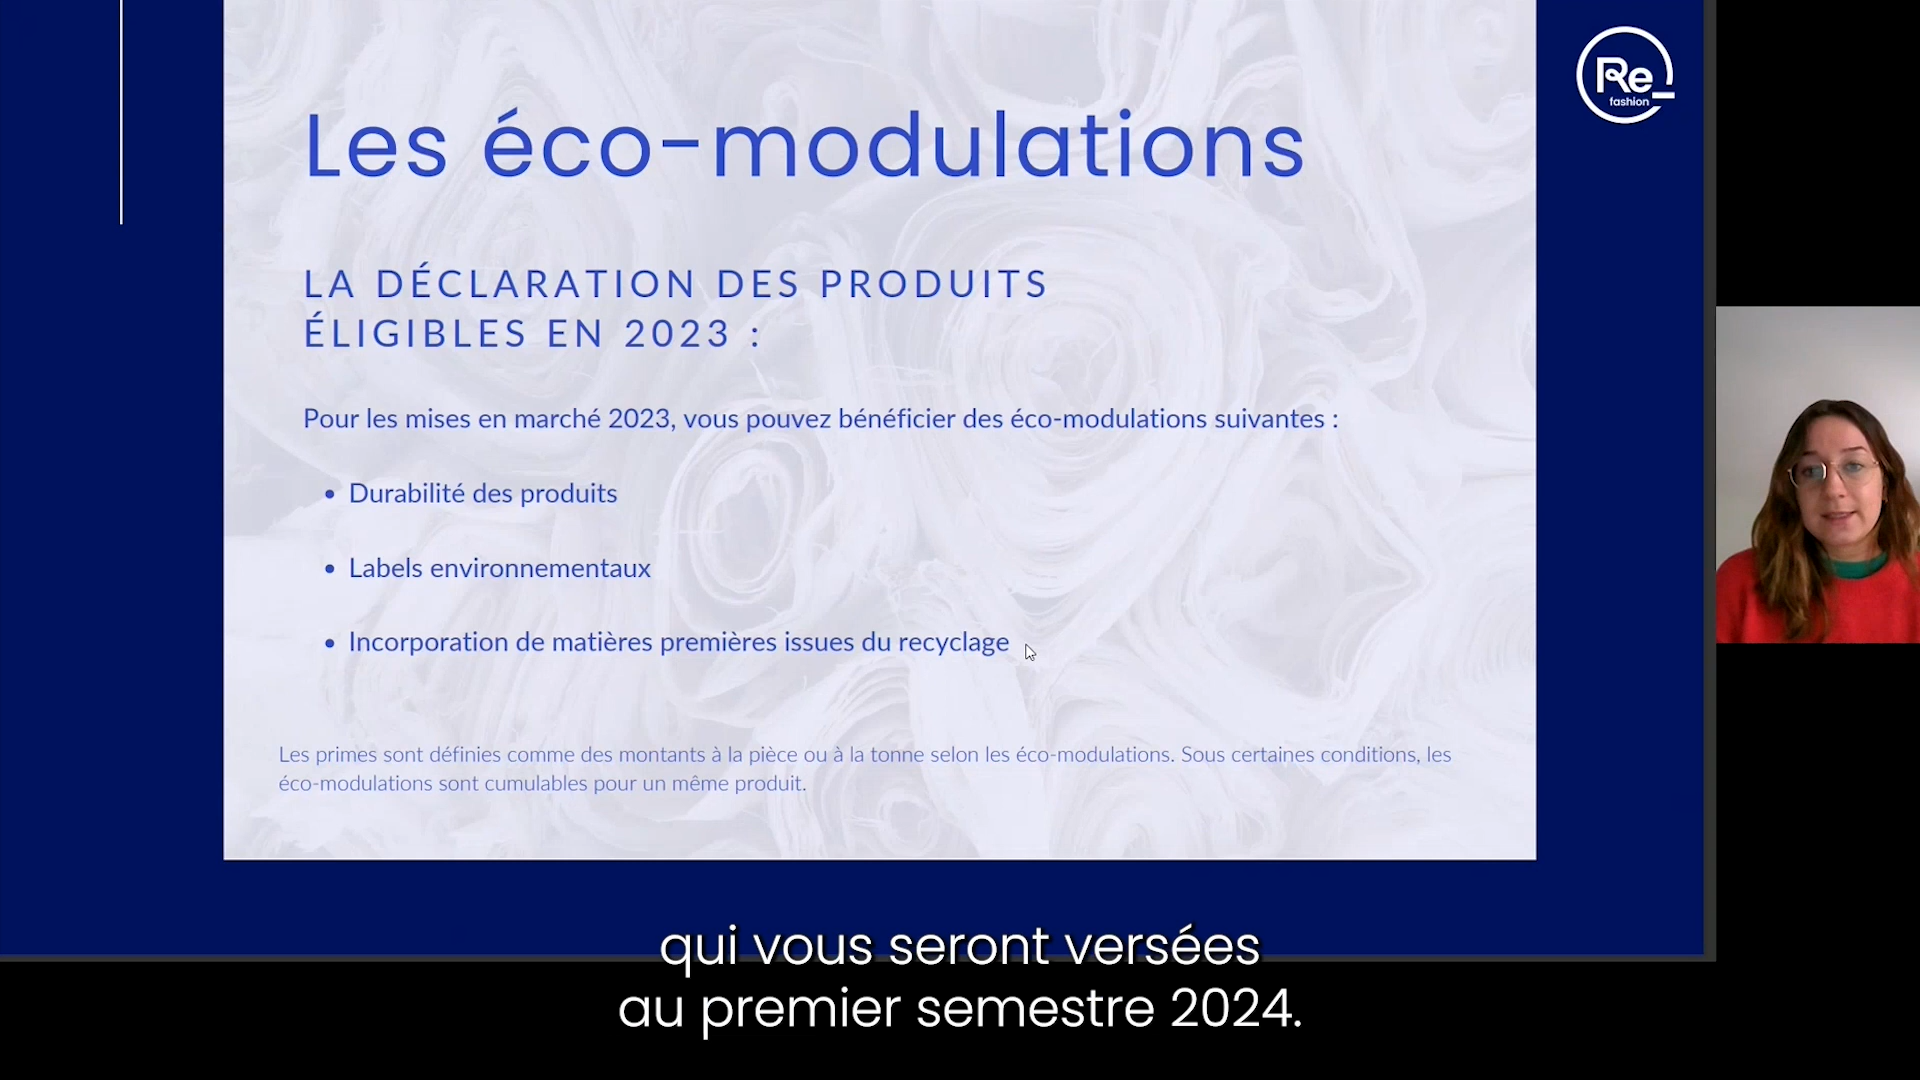 Re_
fashion
Les éco-modulations
LA DÉCLARATION DES PRODUITS
ÉLIGIBLES EN 2023 :
Pour les mises en marché 2023, vous pouvez bénéficier des éco-modulations suivantes :
• Durabilité des produits
• Labels environnementaux
• Incorporation de matières premières issues du recyclage
Les primes sont définies comme des montants à la pièce ou à la tonne selon les éco-modulations. Sous certaines conditions, les
éco-modulations sont cumulables pour un même produit.
qui vous seront versées
au premier semestre 2024.